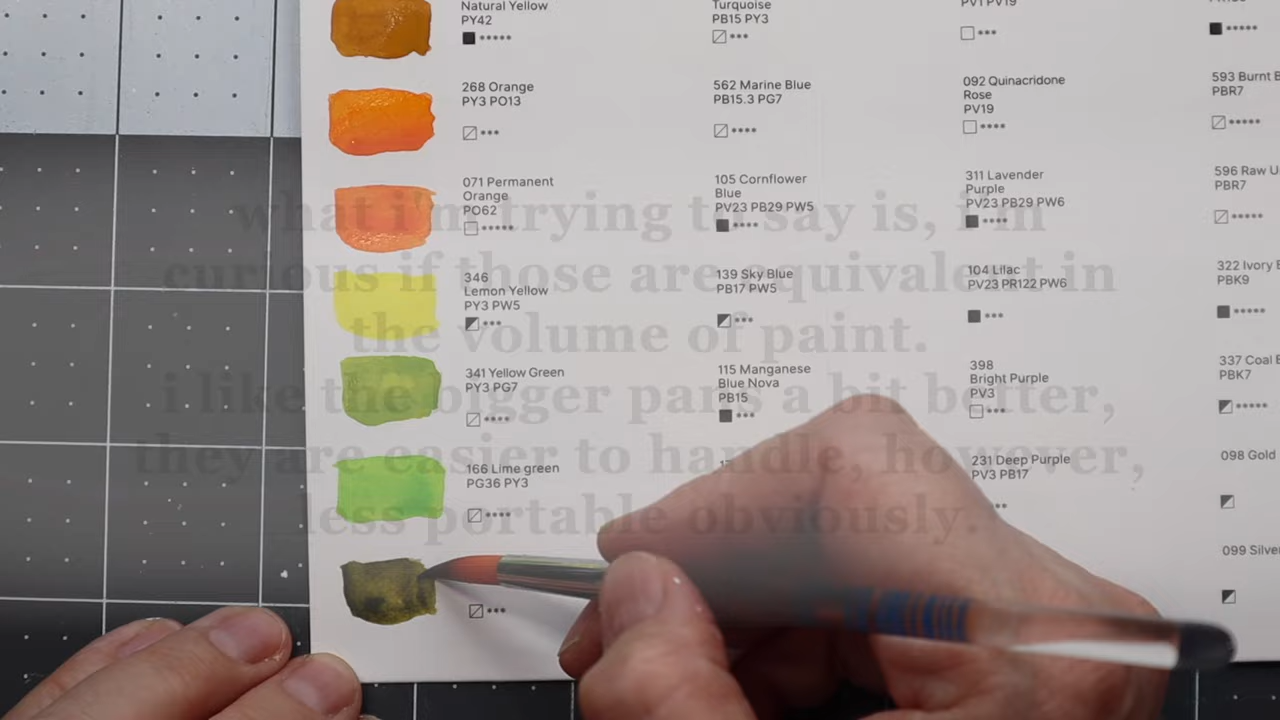 Natural Yellow
PY42
268 Orange
PY3 PO13
071 Permanent
Orange
PO62
346
Lemon Yellow
PY3 PW5
341 Yellow Green
PY3 PG7
166 Lime green
PG36 PY3
Turquoise
PB15 PY3
562 Marine Blue
PB15.3 PG7
105 Cornflower
Blue
PV23 PB29 PW5
139 Sky Blue
PB17 PW5
115 Manganese
Blue Nova
PB15
PV1 PV19
092 Quinacridone
Rose
PV19
311 Lavender
Purple
PV23 PB29 PW6
104 Lilac
PV23 PR122 PW6
398
Bright Purple
PV3
231 Deep Purple
PV3 PB17
593 Burnt
PBR7
596 Raw
PBR7
322 Ivory
PBK9
337 Coal
PBK7
098 Gold
099 Silver
what i'm trying to say is, i'm
curious if those are equivalent in
the volume of paint.
i like the bigger pans a bit better,
they are easier to handle, however,
less portable obviously.